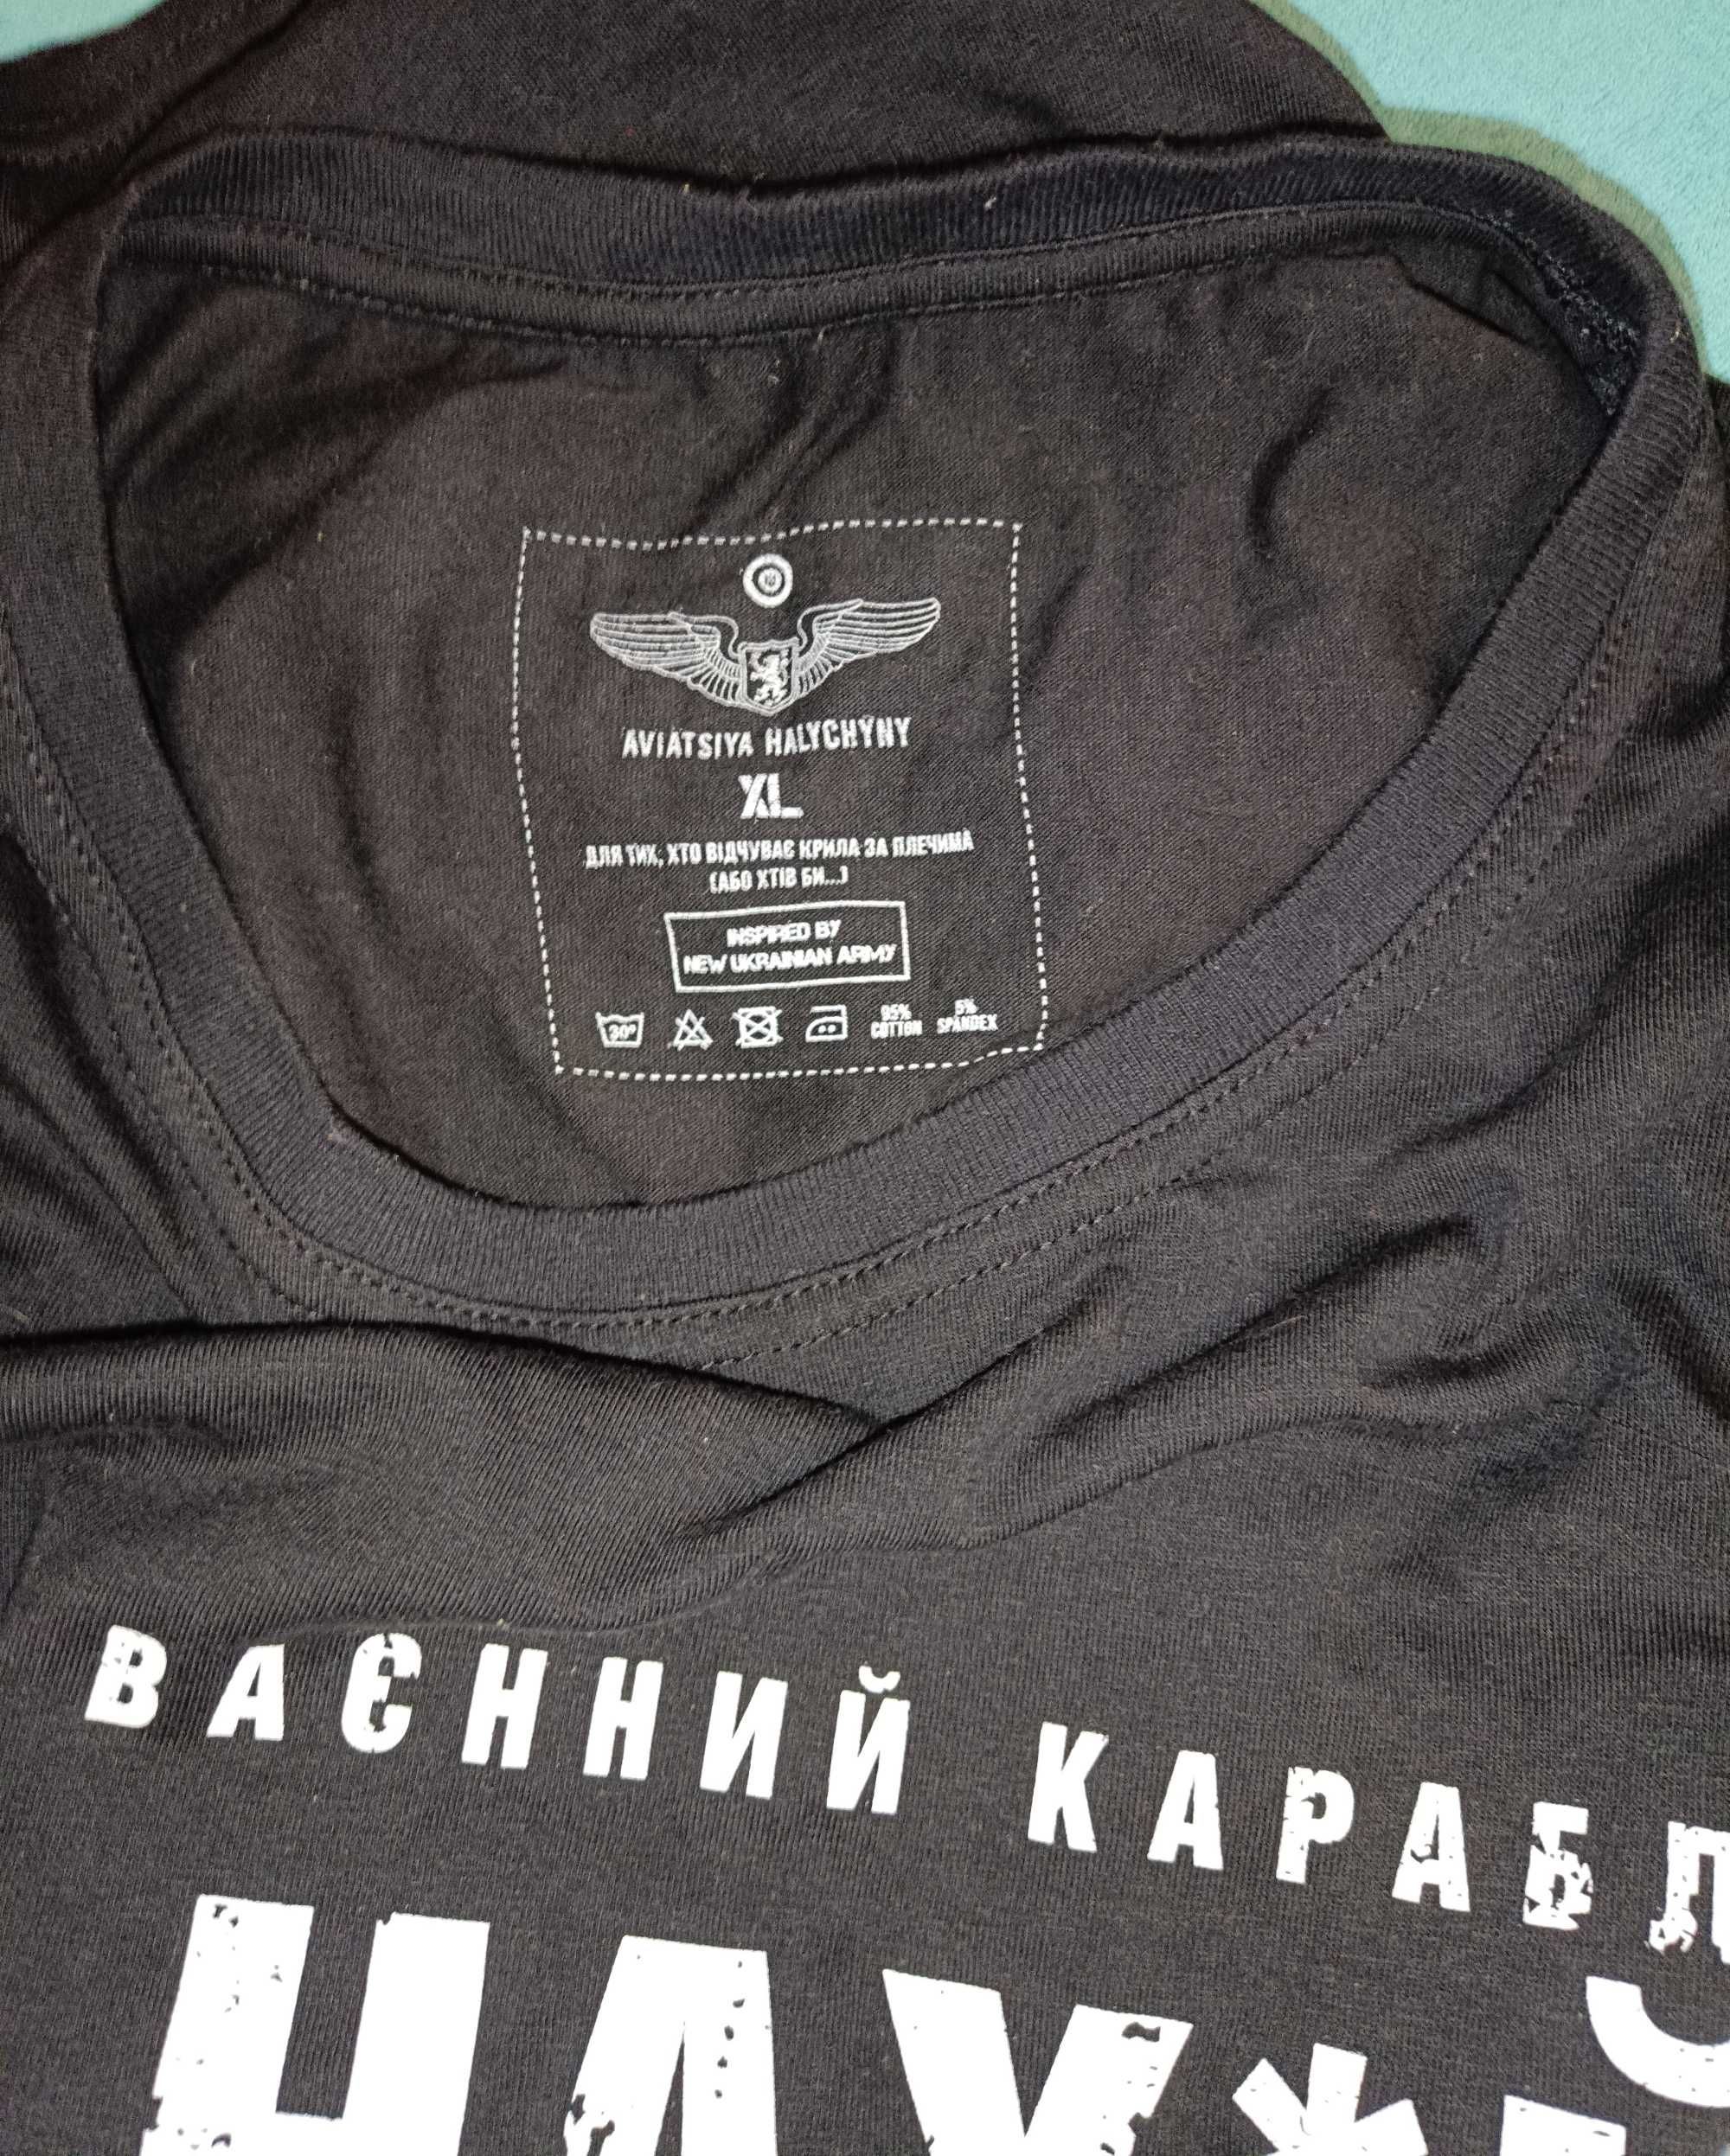 AVIATSIYA HALYCHYNY
XL
ДЛЯ ТИХ, ХТО ВІДЧУВАЄ КРИЛА ЗА ПЛЕЧИМА
(АБО ХТІВ БИ...)
INSPIRED BY
NEW UKRAINIAN ARMY
30° 95% COTTON 5% SPANDEX
ВАЄННИЙ КАРАБЛ